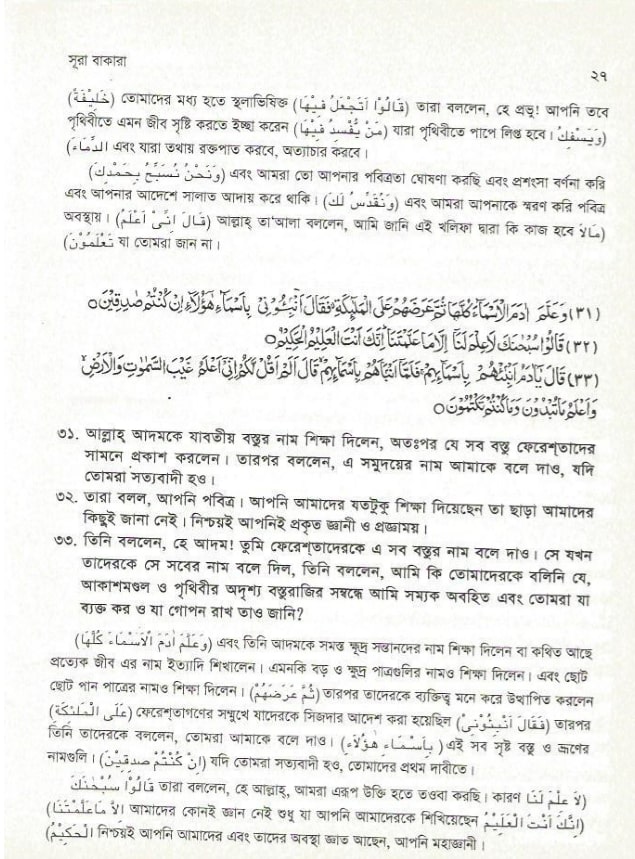 সূরা বাকারা
২৭
(خَلِيْفَةً) তোমাদের মধ্য হতে স্থলাভিষিক্ত (قَالُوْا اَتَجْعَلُ فِيْهَا) তারা বললেন, হে প্রভু! আপনি তবে
পৃথিবীতে এমন জীব সৃষ্টি করতে ইচ্ছা করেন (مَنْ يُّفْسِدُ فِيْهَا) যারা পৃথিবীতে পাপে লিপ্ত হবে। (وَيَسْفِكُ
الدِّمَاءَ) এবং যারা তথায় রক্তপাত করবে, অত্যাচার করবে।
(وَنَحْنُ نُسَبِّحُ بِحَمْدِكَ) এবং আমরা তো আপনার পবিত্রতা ঘোষণা করছি এবং প্রশংসা বর্ণনা করি
এবং আপনার আদেশে সালাত আদায় করে থাকি। (وَنُقَدِّسُ لَكَ) এবং আমরা আপনাকে স্মরণ করি পবিত্র
অবস্থায়। (قَالَ اِنِّىْ اَعْلَمُ) আল্লাহ্ তা'আলা বললেন, আমি জানি এই খলিফা দ্বারা কি কাজ হবে (مَالاَ
تَعْلَمُوْنَ) যা তোমরা জান না।
(٣١) وَعَلَّمَ اٰدَمَ الْاَسْمَآءَ كُلَّهَا ثُمَّ عَرَضَهُمْ عَلَى الْمَلٰٓئِكَةِ فَقَالَ اَنْۢبِـُٔوْنِىْ بِاَسْمَآءِ هٰٓؤُلَآءِ اِنْ كُنْتُمْ صٰدِقِيْنَ ○
(٣٢) قَالُوْا سُبْحٰنَكَ لَا عِلْمَ لَنَآ اِلَّا مَا عَلَّمْتَنَا اِنَّكَ اَنْتَ الْعَلِيْمُ الْحَكِيْمُ ○
(٣٣) قَالَ يٰٓاٰدَمُ اَنْۢبِئْهُمْ بِاَسْمَآئِهِمْ فَلَمَّآ اَنْۢبَاَهُمْ بِاَسْمَآئِهِمْ قَالَ اَلَمْ اَقُلْ لَّكُمْ اِنِّىْٓ اَعْلَمُ غَيْبَ السَّمٰوٰتِ وَالْاَرْضِ
وَاَعْلَمُ مَا تُبْدُوْنَ وَمَا كُنْتُمْ تَكْتُمُوْنَ ○
৩১. আল্লাহ্ আদমকে যাবতীয় বস্তুর নাম শিক্ষা দিলেন, অতঃপর যে সব বস্তু ফেরেশ্‌তাদের
সামনে প্রকাশ করলেন। তারপর বললেন, এ সমুদয়ের নাম আমাকে বলে দাও, যদি
তোমরা সত্যবাদী হও।
৩২. তারা বলল, আপনি পবিত্র। আপনি আমাদের যতটুকু শিক্ষা দিয়েছেন তা ছাড়া আমাদের
কিছুই জানা নেই। নিশ্চয়ই আপনিই প্রকৃত জ্ঞানী ও প্রজ্ঞাময়।
৩৩. তিনি বললেন, হে আদম! তুমি ফেরেশ্‌তাদেরকে এ সব বস্তুর নাম বলে দাও। সে যখন
তাদেরকে সে সবের নাম বলে দিল, তিনি বললেন, আমি কি তোমাদেরকে বলিনি যে,
আকাশমণ্ডল ও পৃথিবীর অদৃশ্য বস্তুরাজির সম্বন্ধে আমি সম্যক অবহিত এবং তোমরা যা
ব্যক্ত কর ও যা গোপন রাখ তাও জানি?
(وَعَلَّمَ اٰدَمَ الْاَسْمَاءَ كُلَّهَا) এবং তিনি আদমকে সমস্ত ক্ষুদ্র সন্তানদের নাম শিক্ষা দিলেন বা কথিত আছে
প্রত্যেক জীব এর নাম ইত্যাদি শিখালেন। এমনকি বড় ও ক্ষুদ্র পাত্রগুলির নামও শিক্ষা দিলেন। এবং ছোট
ছোট পান পাত্রের নামও শিক্ষা দিলেন। (ثُمَّ عَرَضَهُمْ) তারপর তাদেরকে ব্যক্তিত্ব মনে করে উত্থাপিত করলেন
(عَلَى الْمَلٰئِكَةِ) ফেরেশ্‌তাগণের সম্মুখে যাদেরকে সিজদার আদেশ করা হয়েছিল (فَقَالَ اَنْبِئُوْنِىْ) তারপর
তিনি তাদেরকে বললেন, তোমরা আমাকে বলে দাও। (بِاَسْمَاءِ هٰؤُلَاءِ) এই সব সৃষ্ট বস্তু ও ভ্রূণের
নামগুলি। (اِنْ كُنْتُمْ صٰدِقِيْنَ) যদি তোমরা সত্যবাদী হও, তোমাদের প্রথম দাবীতে।
قَالُوْا سُبْحٰنَكَ তারা বললেন, হে আল্লাহ্, আমরা এরূপ উক্তি হতে তওবা করছি। কারণ (لَا عِلْمَ لَنَا
اِلاَّ مَاعَلَّمْتَنَا) আমাদের কোনই জ্ঞান নেই শুধু যা আপনি আমাদেরকে শিখিয়েছেন (اِنَّكَ اَنْتَ الْعَلِيْمُ
الْحَكِيْمُ) নিশ্চয়ই আপনি আমাদের এবং তাদের অবস্থা জ্ঞাত আছেন, আপনি মহাজ্ঞানী।